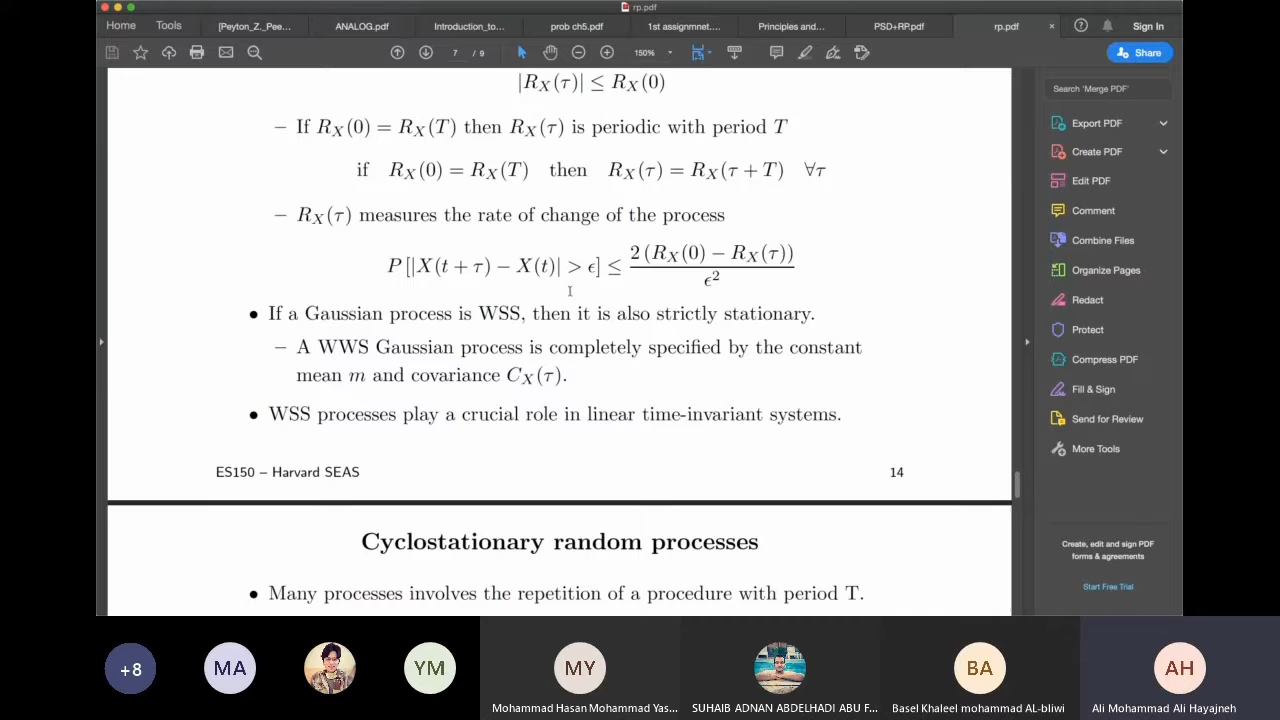 rp.pdf
Home Tools [Peyton_Z._Pee... ANALOG.pdf Introduction_to... prob ch5.pdf 1st assignmnet.... Principles and... PSD+RP.pdf rp.pdf × Sign In
7 / 9 150% Share
|R_X(τ)| ≤ R_X(0)
– If R_X(0) = R_X(T) then R_X(τ) is periodic with period T
if R_X(0) = R_X(T) then R_X(τ) = R_X(τ + T) ∀τ
– R_X(τ) measures the rate of change of the process
P [|X(t + τ) − X(t)| > ϵ] ≤ 2 (R_X(0) − R_X(τ)) / ϵ²
• If a Gaussian process is WSS, then it is also strictly stationary.
– A WWS Gaussian process is completely specified by the constant
mean m and covariance C_X(τ).
• WSS processes play a crucial role in linear time-invariant systems.
ES150 – Harvard SEAS 14
Cyclostationary random processes
• Many processes involves the repetition of a procedure with period T.
Search 'Merge PDF'
Export PDF
Create PDF
Edit PDF
Comment
Combine Files
Organize Pages
Redact
Protect
Compress PDF
Fill & Sign
Send for Review
More Tools
Create, edit and sign PDF
forms & agreements
Start Free Trial
+8 MA YM MY BA AH
Mohammad Hasan Mohammad Yas... SUHAIB ADNAN ABDELHADI ABU F... Basel Khaleel mohammad AL-bliwi Ali Mohammad Ali Hayajneh